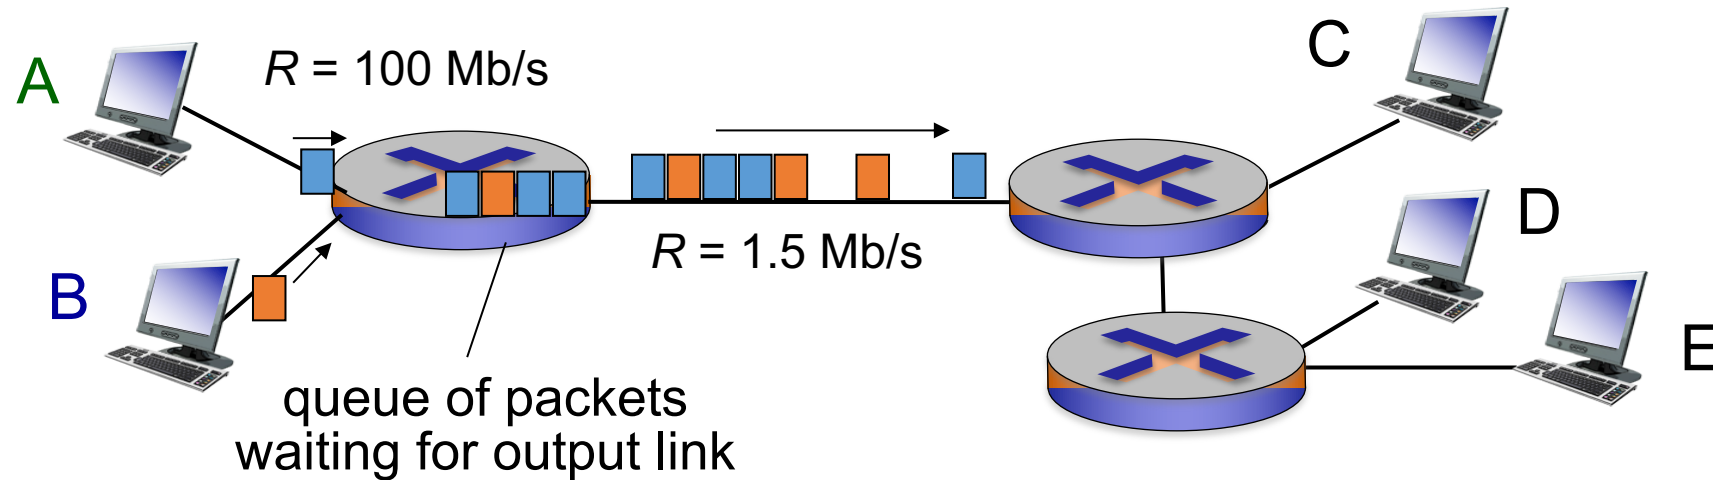 A
R = 100 Mb/s
C
D
B
R = 1.5 Mb/s
E
queue of packets
waiting for output link